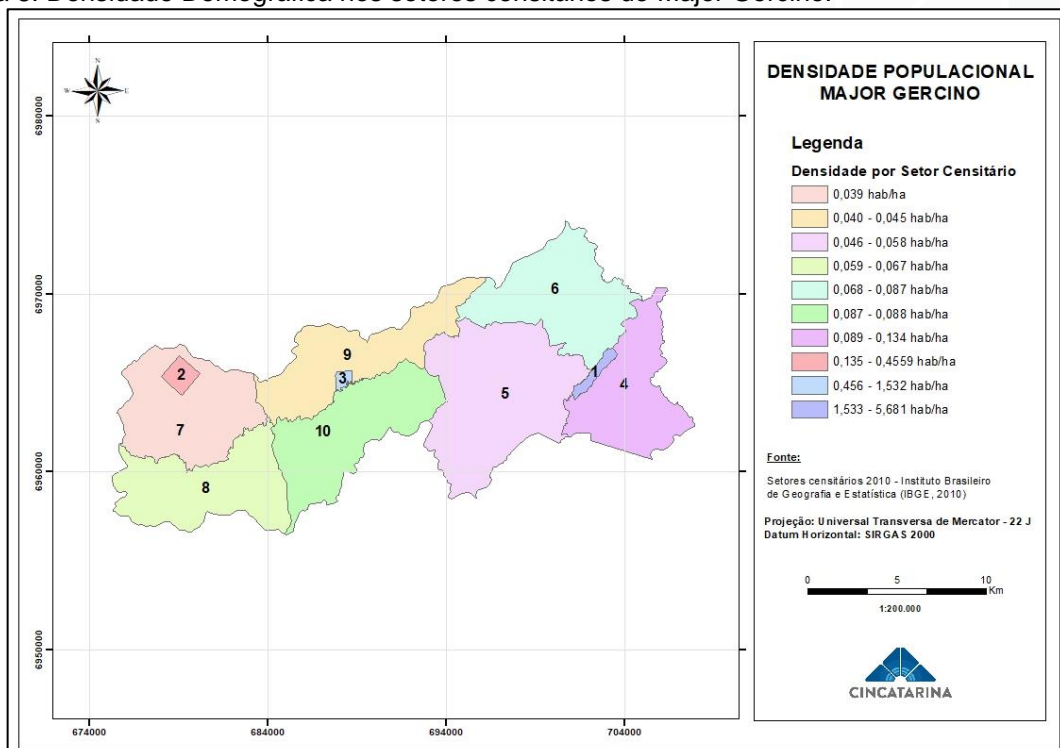 a 3: Densidade Demográfica nos setores censitários de Major Gercino.
N
W
E
N
6980000
6970000
6960000
6950000
674000
684000
694000
704000
6
9
1
2
3
4
5
7
10
8
DENSIDADE POPULACIONAL
MAJOR GERCINO
Legenda
Densidade por Setor Censitário
0,039 hab/ha
0,040 - 0,045 hab/ha
0,046 - 0,058 hab/ha
0,059 - 0,067 hab/ha
0,068 - 0,087 hab/ha
0,087 - 0,088 hab/ha
0,089 - 0,134 hab/ha
0,135 - 0,4559 hab/ha
0,456 - 1,532 hab/ha
1,533 - 5,681 hab/ha
Fonte:
Setores censitários 2010 - Instituto Brasileiro
de Geografia e Estatística (IBGE, 2010)
Projeção: Universal Transversa de Mercator - 22 J
Datum Horizontal: SIRGAS 2000
0 5 10
Km
1:200.000
CINCATARINA